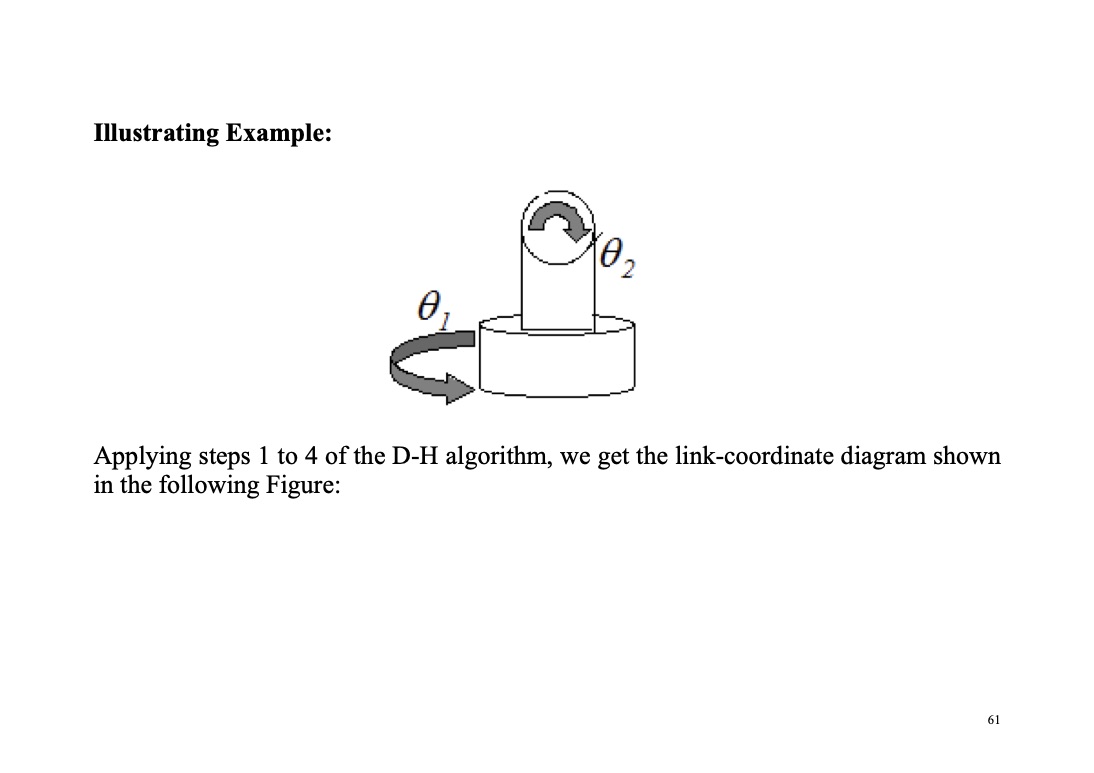 Illustrating Example:
θ2
θ1
Applying steps 1 to 4 of the D-H algorithm, we get the link-coordinate diagram shown
in the following Figure:
61